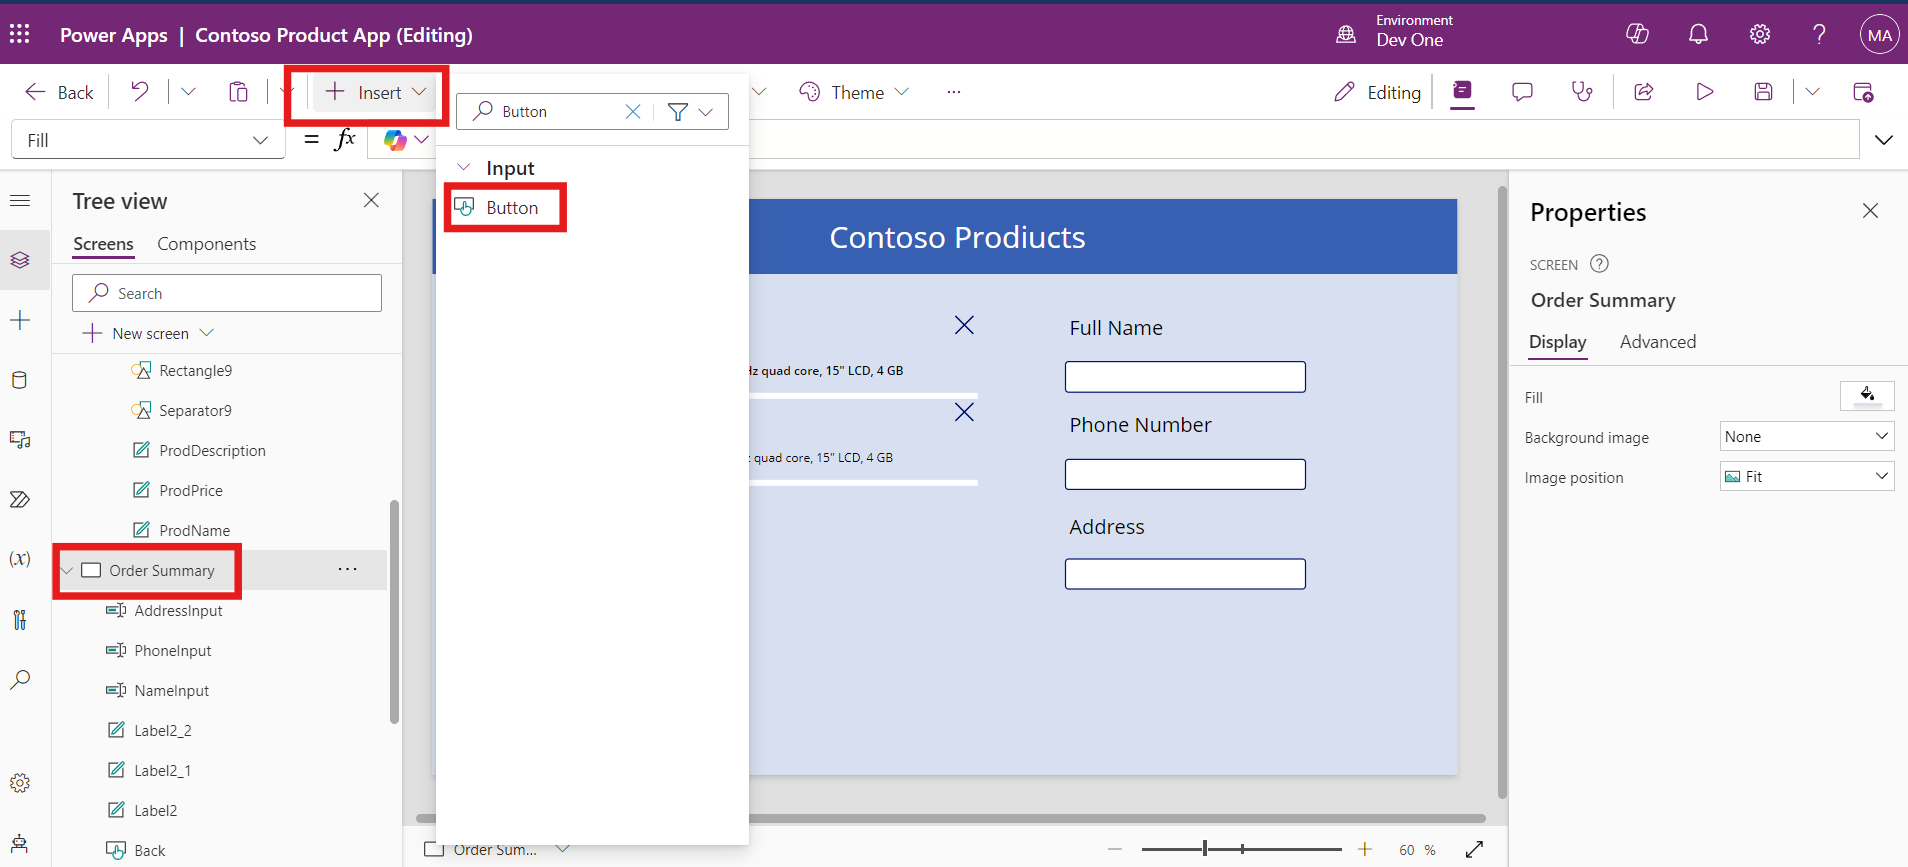 Power Apps | Contoso Product App (Editing)
Environment
Dev One
MA
Back
Insert
Theme
...
Editing
Button
Fill
= fx
Input
Button
Tree view
Screens
Components
Search
New screen
Rectangle9
Separator9
ProdDescription
ProdPrice
ProdName
Order Summary
...
AddressInput
PhoneInput
NameInput
Label2_2
Label2_1
Label2
Back
(x)
Contoso Prodiucts
Full Name
Hz quad core, 15" LCD, 4 GB
Phone Number
quad core, 15" LCD, 4 GB
Address
Order Sum...
60 %
Properties
SCREEN ?
Order Summary
Display
Advanced
Fill
Background image
None
Image position
Fit